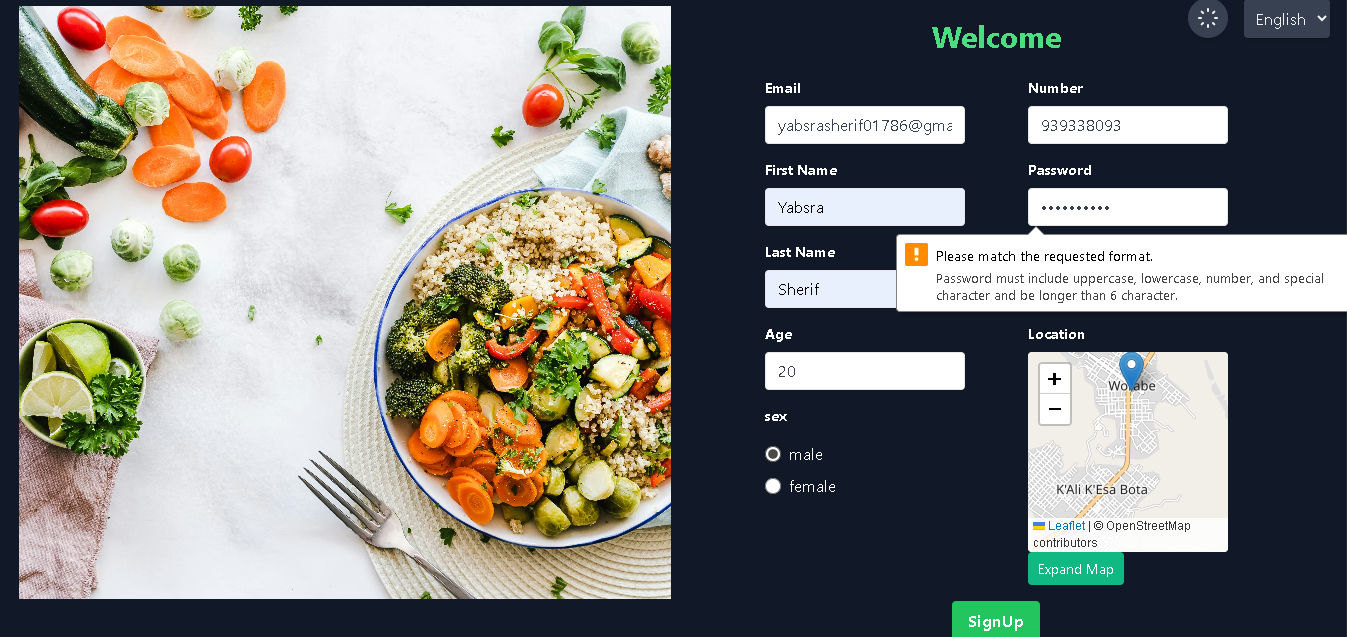 English
Welcome
Email
Number
yabsrasherif01786@gma
939338093
First Name
Password
Yabsra
••••••••••
Last Name
Please match the requested format.
Password must include uppercase, lowercase, number, and special
character and be longer than 6 character.
Sherif
Age
Location
20
+
−
Worabe
sex
male
female
K'Ali K'Esa Bota
Leaflet | © OpenStreetMap
contributors
Expand Map
SignUp